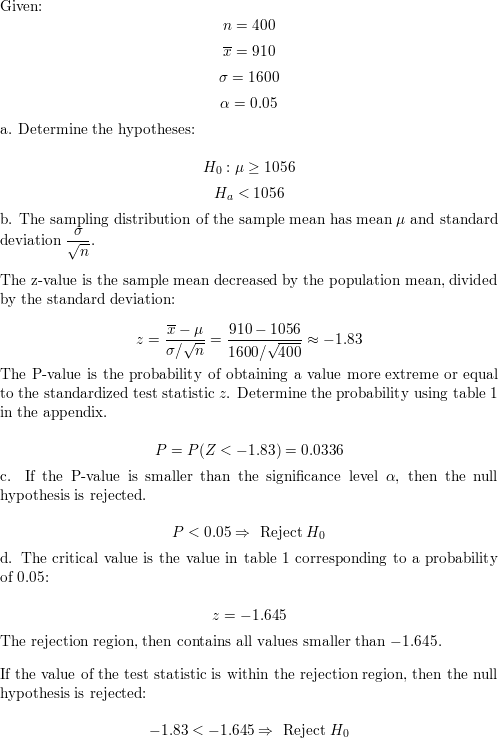 Given:
n = 400
x̅ = 910
σ = 1600
α = 0.05
a. Determine the hypotheses:
H₀ : μ ≥ 1056
Hₐ < 1056
b. The sampling distribution of the sample mean has mean μ and standard
deviation σ/√n.
The z-value is the sample mean decreased by the population mean, divided
by the standard deviation:
z = (x̅ − μ)/(σ/√n) = (910 − 1056)/(1600/√400) ≈ −1.83
The P-value is the probability of obtaining a value more extreme or equal
to the standardized test statistic z. Determine the probability using table 1
in the appendix.
P = P(Z < −1.83) = 0.0336
c. If the P-value is smaller than the significance level α, then the null
hypothesis is rejected.
P < 0.05 ⇒ Reject H₀
d. The critical value is the value in table 1 corresponding to a probability
of 0.05:
z = −1.645
The rejection region, then contains all values smaller than −1.645.
If the value of the test statistic is within the rejection region, then the null
hypothesis is rejected:
−1.83 < −1.645 ⇒ Reject H₀